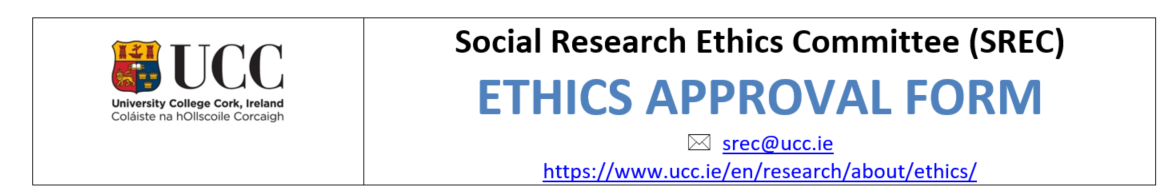 UCC
University College Cork, Ireland
Coláiste na hOllscoile Corcaigh
Social Research Ethics Committee (SREC)
ETHICS APPROVAL FORM
srec@ucc.ie
https://www.ucc.ie/en/research/about/ethics/